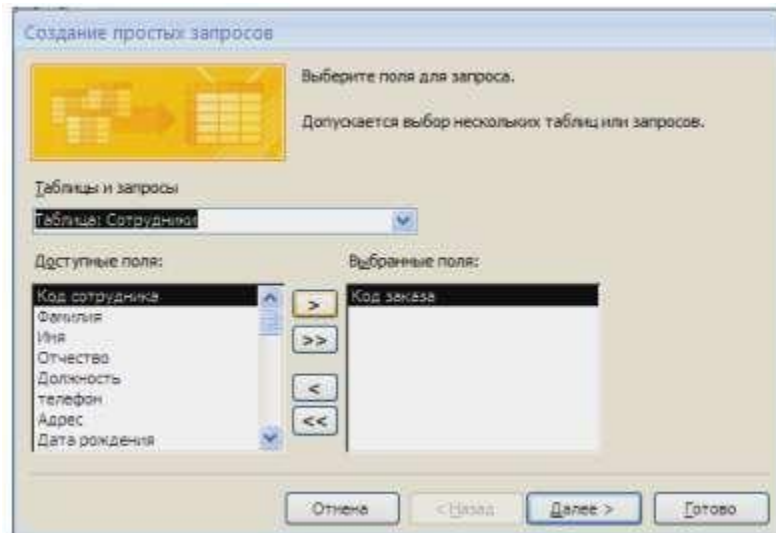 Создание простых запросов
Выберите поля для запроса.
Допускается выбор нескольких таблиц или запросов.
Таблицы и запросы
Таблица: Сотрудники
Доступные поля:
Выбранные поля:
Код сотрудника
Фамилия
Имя
Отчество
Должность
телефон
Адрес
Дата рождения
>
>>
<
<<
Код заказа
Отмена
< Назад
Далее >
Готово